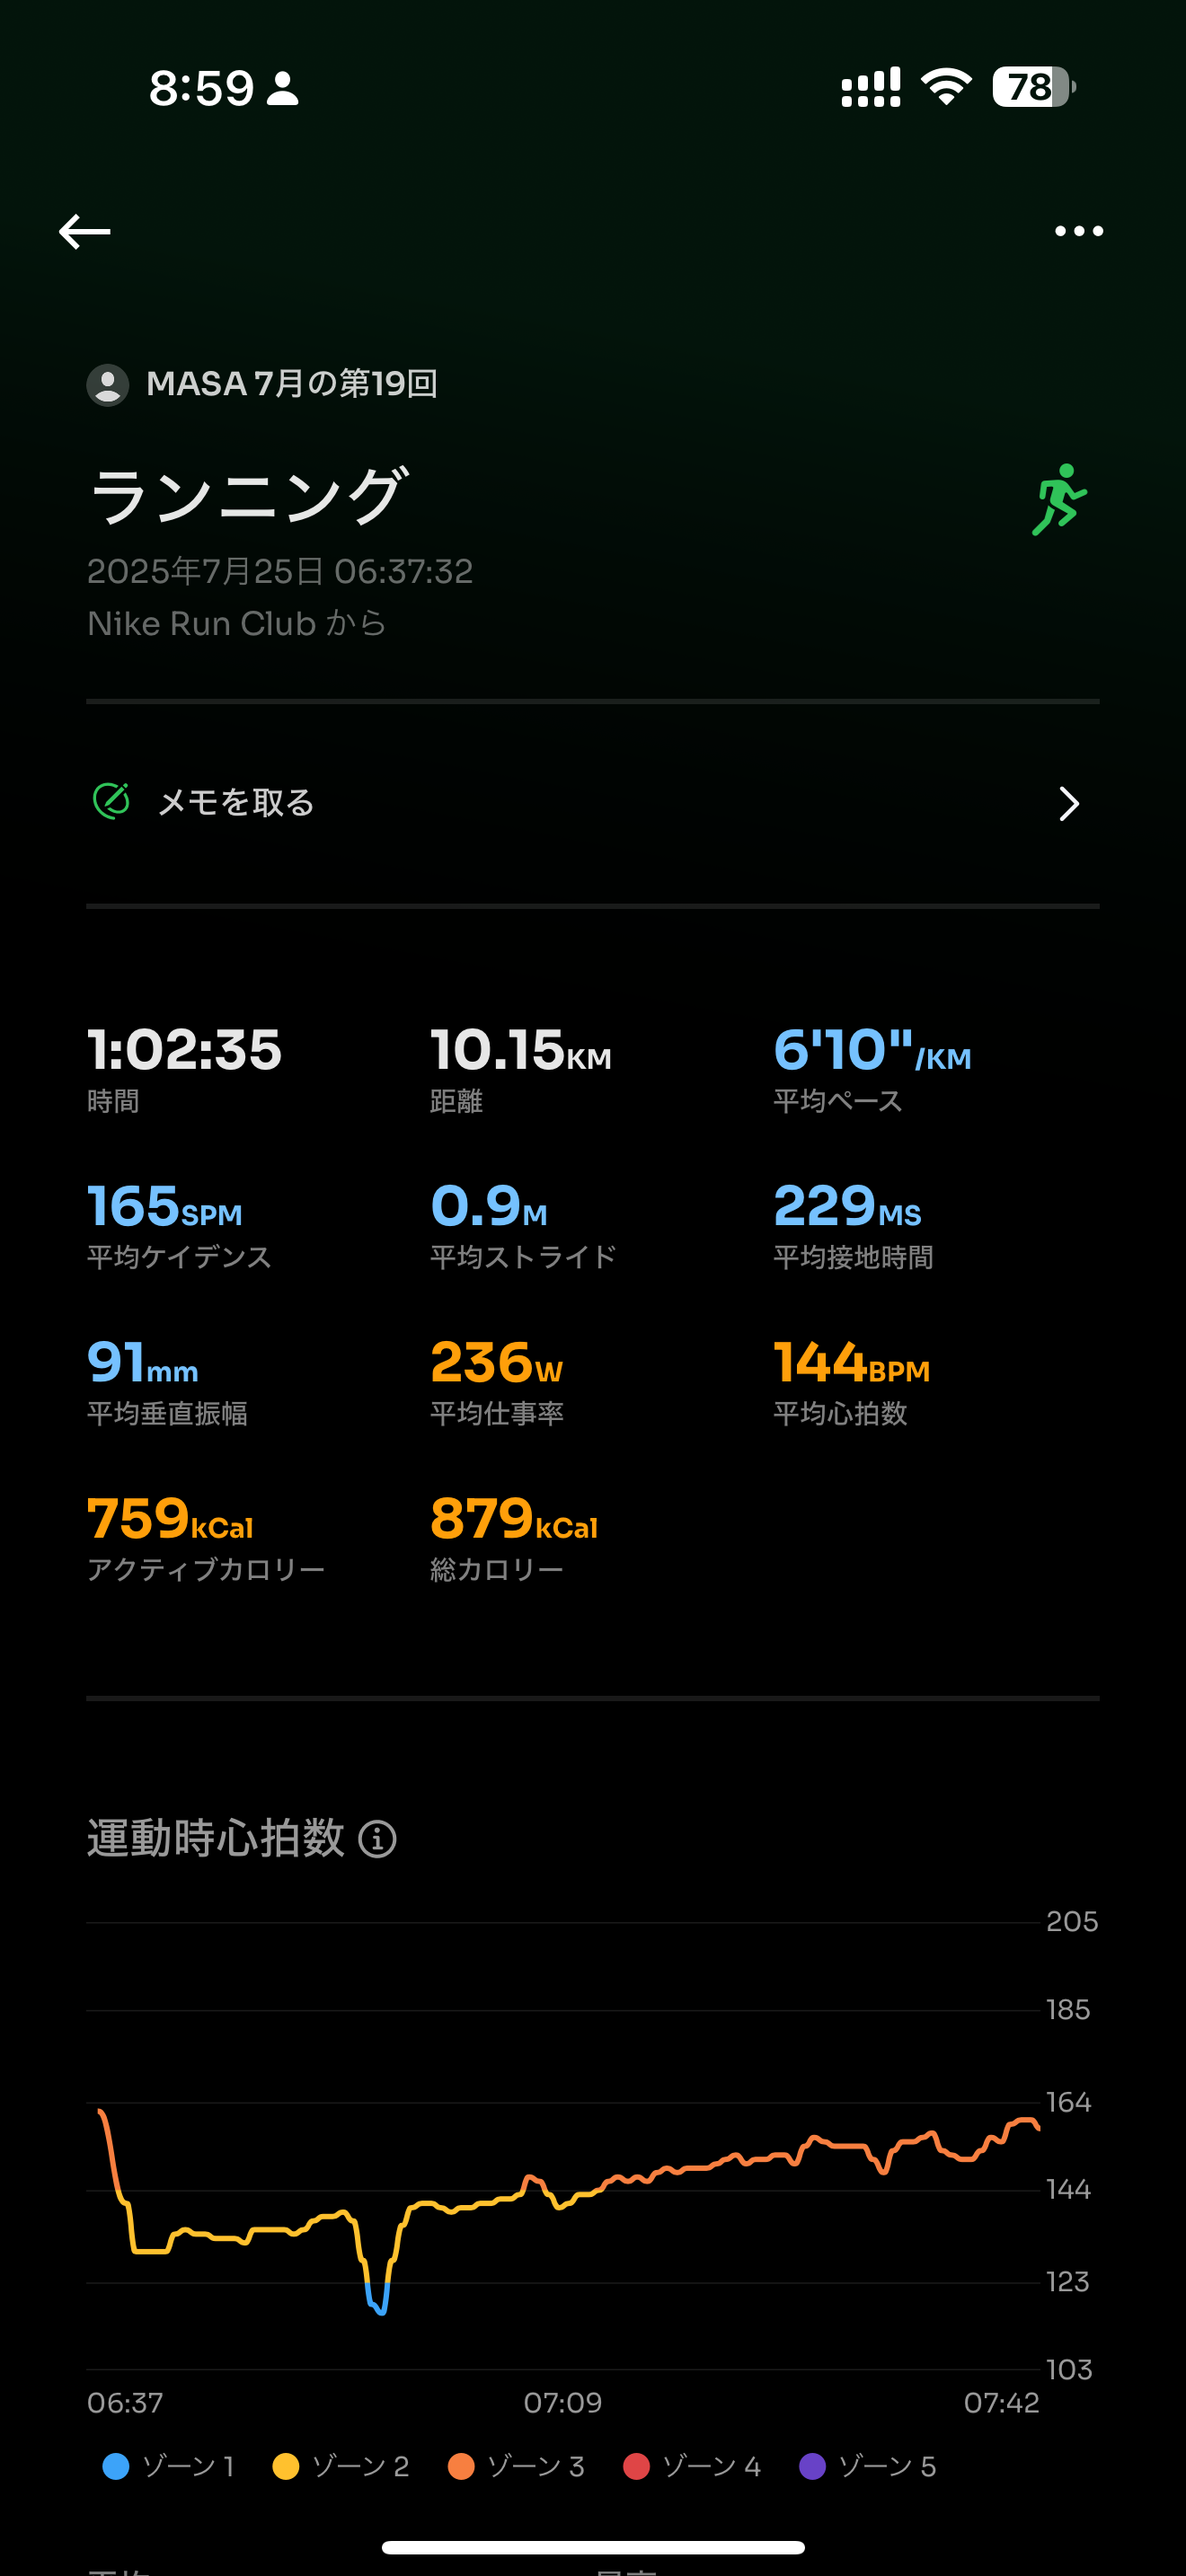 8:59
78
MASA 7月の第19回
ランニング
2025年7月25日 06:37:32
Nike Run Club から
メモを取る
1:02:35 10.15KM 6'10"/KM
時間 距離 平均ペース
165SPM 0.9M 229MS
平均ケイデンス 平均ストライド 平均接地時間
91mm 236W 144BPM
平均垂直振幅 平均仕事率 平均心拍数
759kCal 879kCal
アクティブカロリー 総カロリー
運動時心拍数
205
185
164
144
123
103
06:37 07:09 07:42
ゾーン 1 ゾーン 2 ゾーン 3 ゾーン 4 ゾーン 5